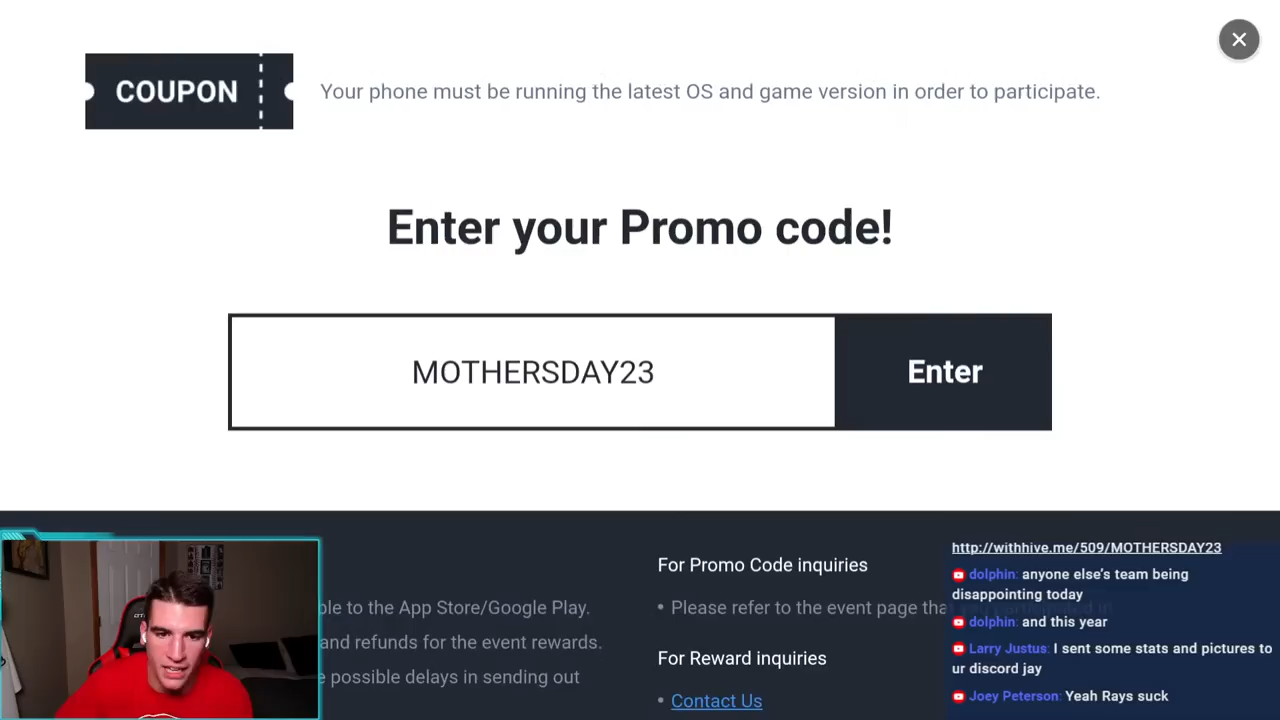 COUPON
Your phone must be running the latest OS and game version in order to participate.
Enter your Promo code!
MOTHERSDAY23
Enter
ble to the App Store/Google Play.
and refunds for the event rewards.
e possible delays in sending out
For Promo Code inquiries
• Please refer to the event page that you participated in
For Reward inquiries
• Contact Us
http://withhive.me/509/MOTHERSDAY23
dolphin: anyone else's team being
disappointing today
dolphin: and this year
Larry Justus: I sent some stats and pictures to
ur discord jay
Joey Peterson: Yeah Rays suck